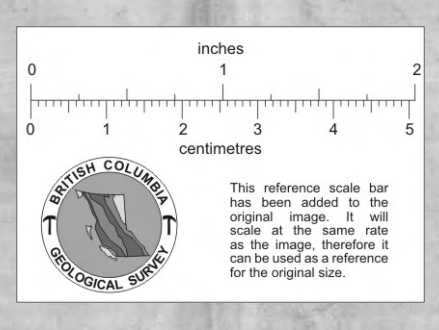 inches
0 1 2
0 1 2 3 4 5
centimetres
BRITISH COLUMBIA
GEOLOGICAL SURVEY
This reference scale bar
has been added to the
original image. It will
scale at the same rate
as the image, therefore it
can be used as a reference
for the original size.